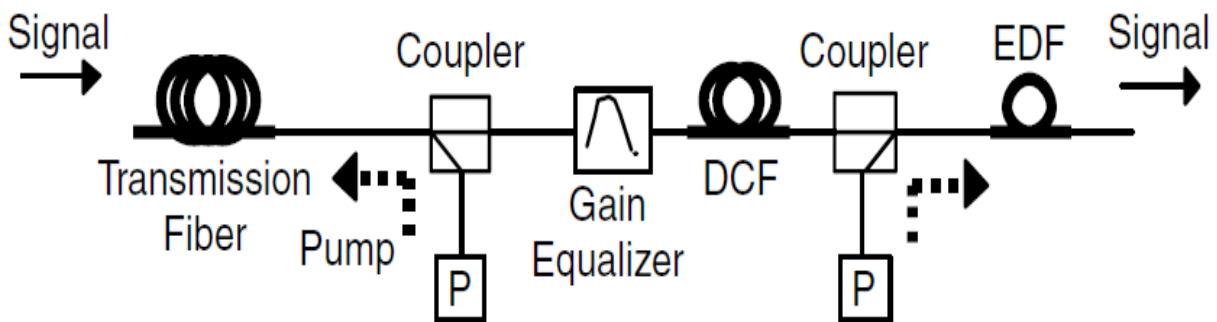 Signal
Coupler
Coupler
EDF
Signal
Transmission
Fiber
Pump
P
Gain
Equalizer
DCF
P